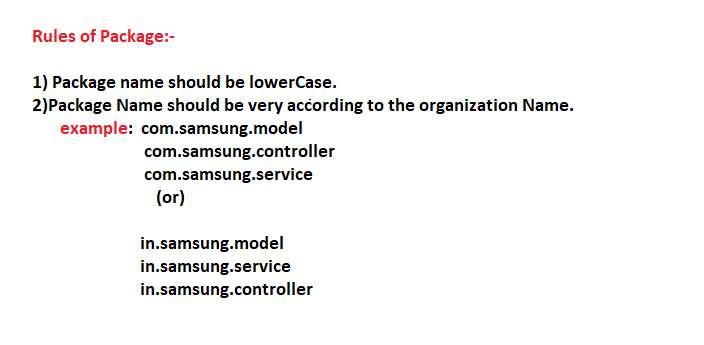 Rules of Package:-
1) Package name should be lowerCase.
2)Package Name should be very according to the organization Name.
example: com.samsung.model
com.samsung.controller
com.samsung.service
(or)
in.samsung.model
in.samsung.service
in.samsung.controller